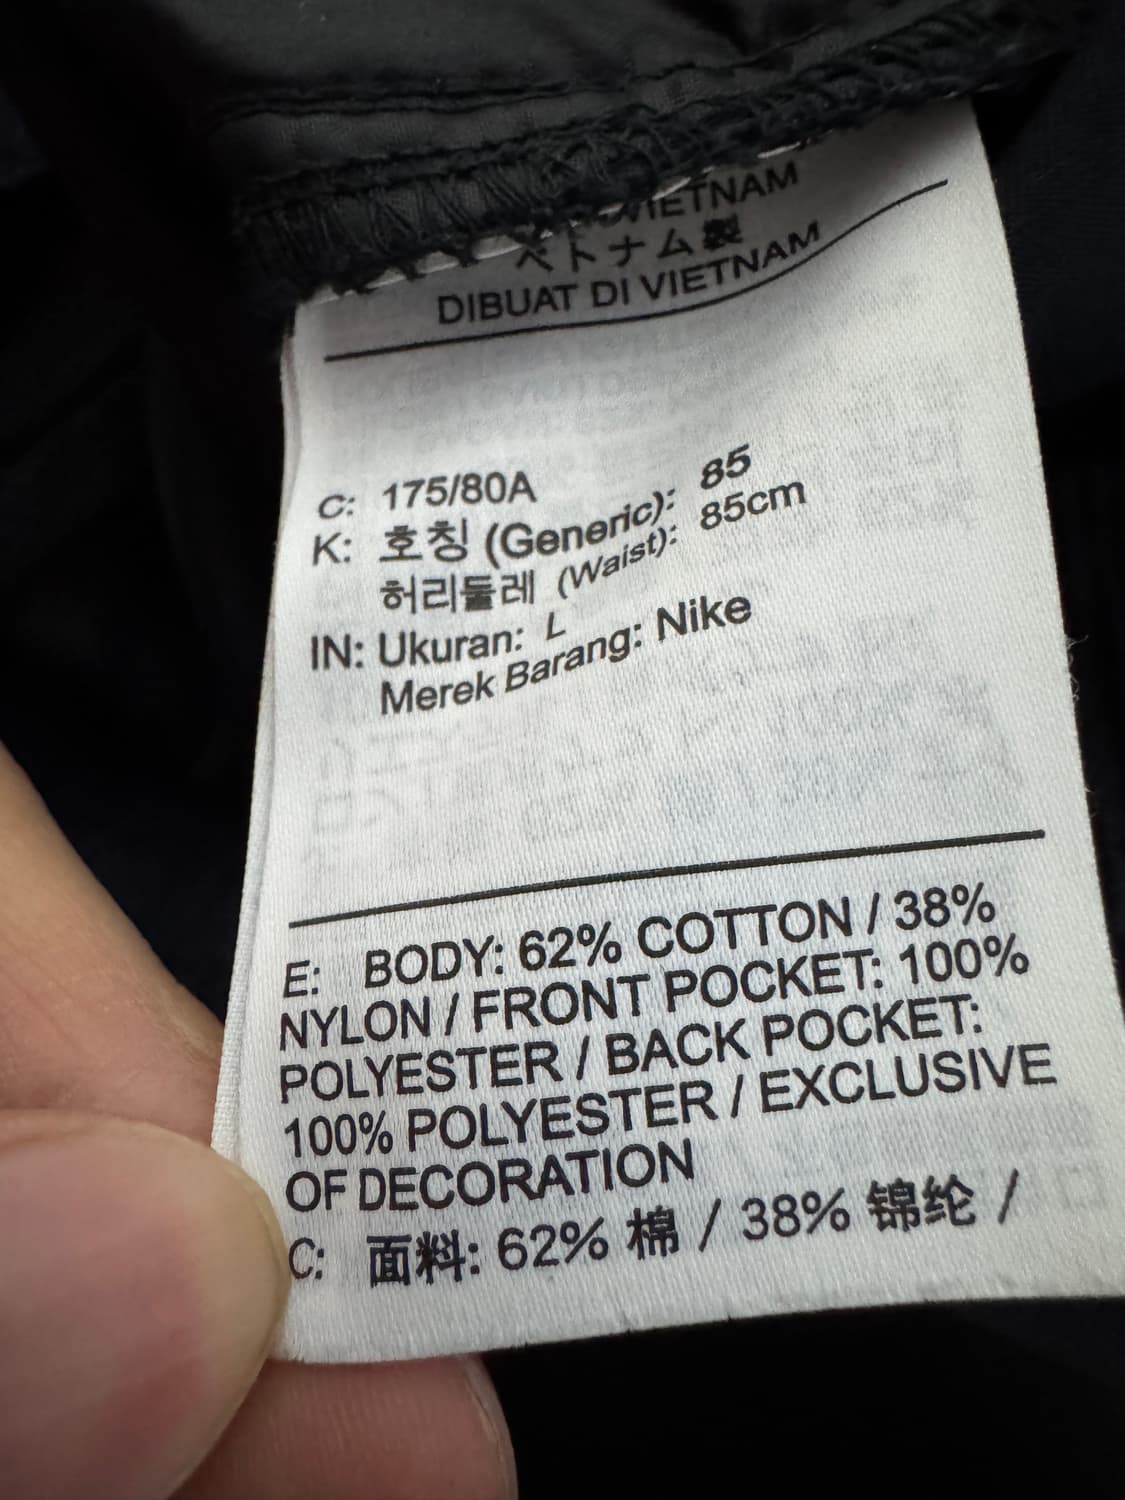 VIETNAM
ベトナム製
DIBUAT DI VIETNAM
C: 175/80A
K: 호칭 (Generic): 85
허리둘레 (Waist): 85cm
IN: Ukuran: L
Merek Barang: Nike
E: BODY: 62% COTTON / 38%
NYLON / FRONT POCKET: 100%
POLYESTER / BACK POCKET:
100% POLYESTER / EXCLUSIVE
OF DECORATION
C: 面料: 62% 棉 / 38% 锦纶 /